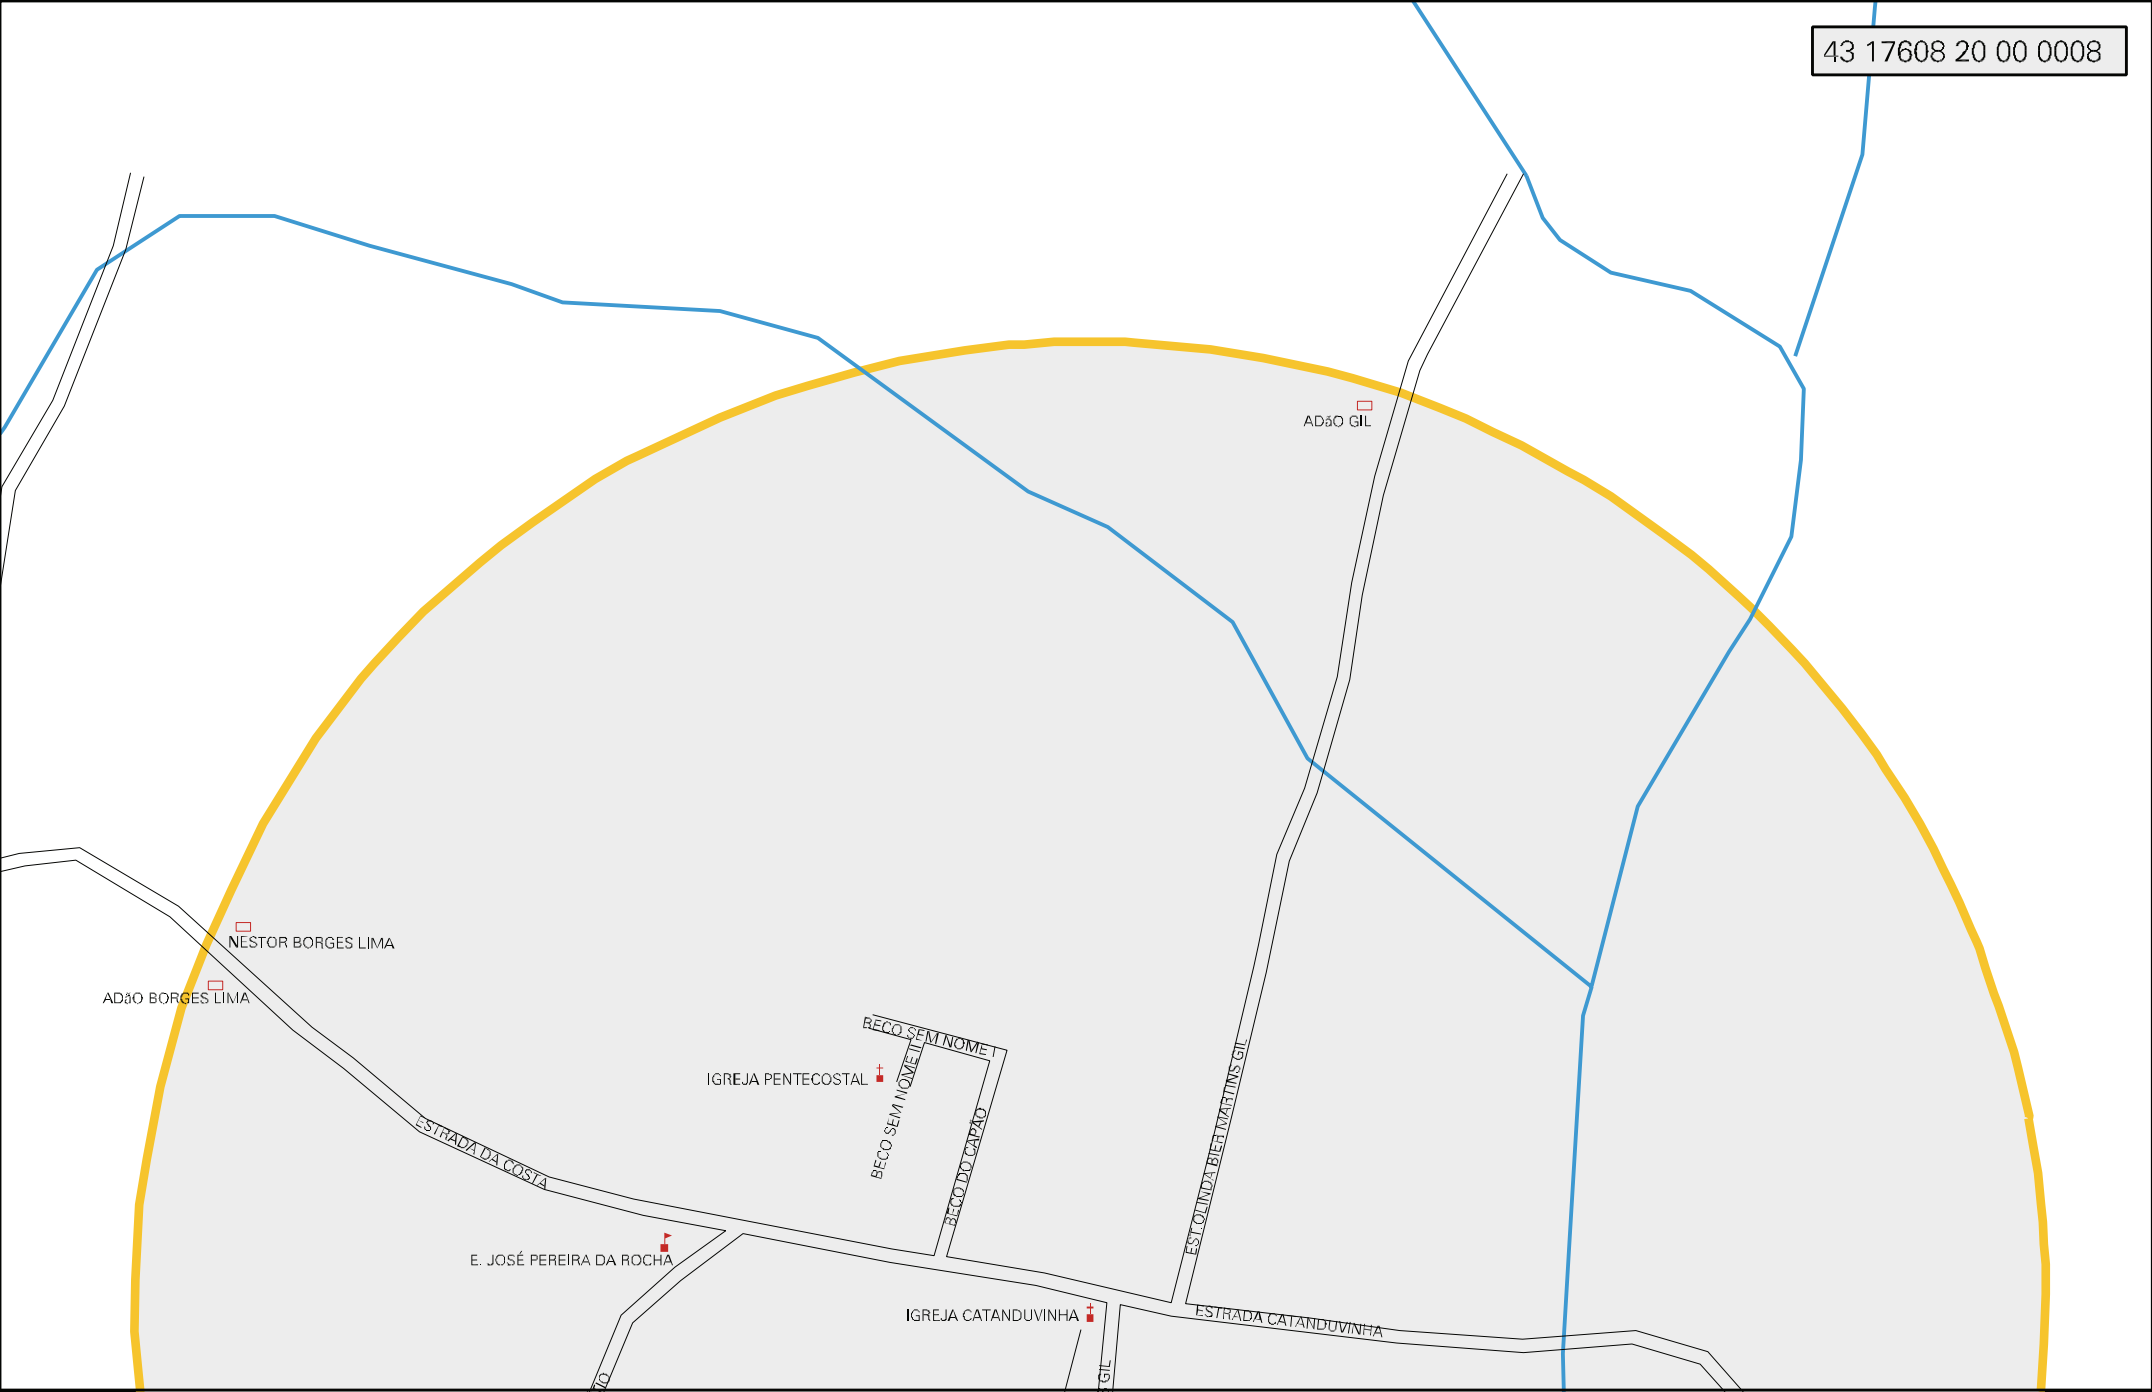 43 17608 20 00 0008
ADãO GIL
NESTOR BORGES LIMA
ADãO BORGES LIMA
BECO SEM NOME I
BECO SEM NOME II
IGREJA PENTECOSTAL
BECO DO CAPÃO
EST.OLINDA BIER MARTINS GIL
ESTRADA DA COSTA
E. JOSÉ PEREIRA DA ROCHA
IGREJA CATANDUVINHA
ESTRADA CATANDUVINHA
GIL